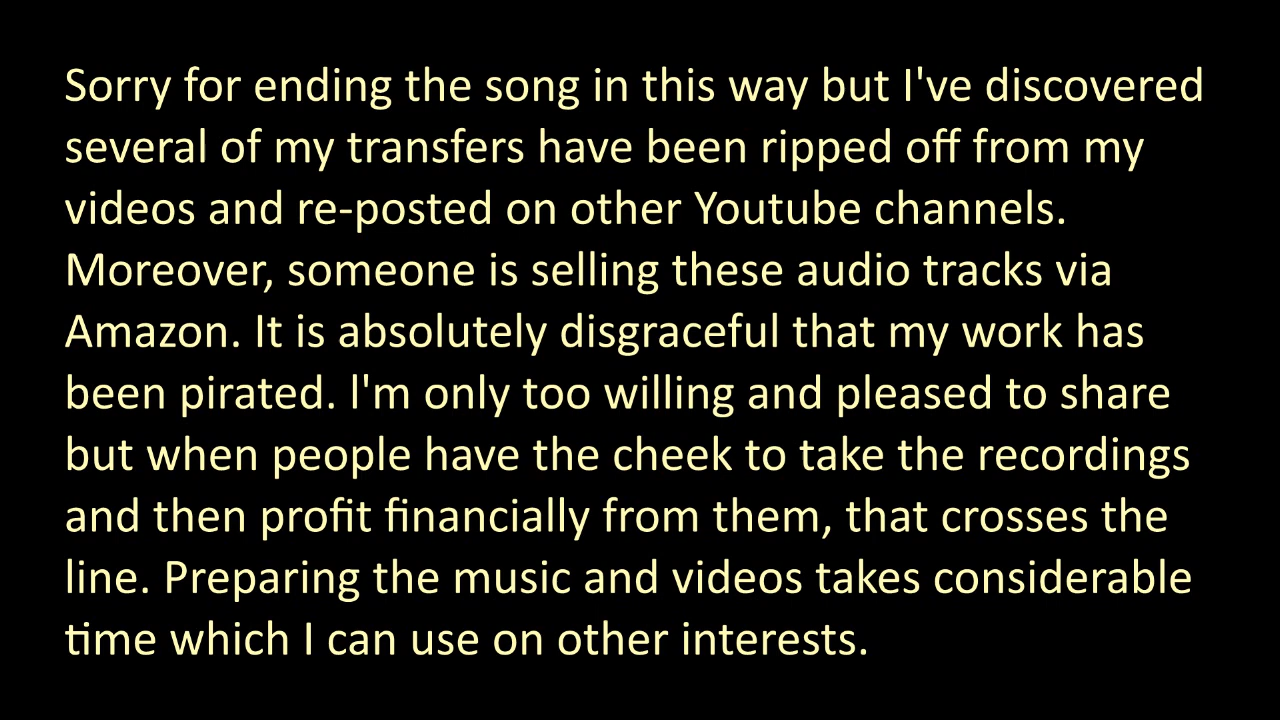 Sorry for ending the song in this way but I've discovered
several of my transfers have been ripped off from my
videos and re-posted on other Youtube channels.
Moreover, someone is selling these audio tracks via
Amazon. It is absolutely disgraceful that my work has
been pirated. l'm only too willing and pleased to share
but when people have the cheek to take the recordings
and then profit financially from them, that crosses the
line. Preparing the music and videos takes considerable
time which I can use on other interests.